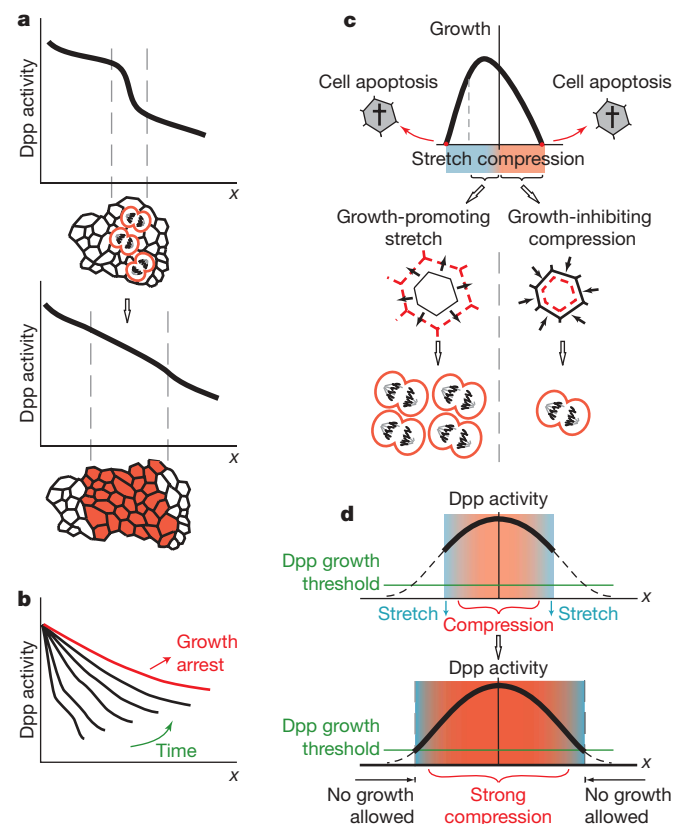 a
Dpp activity
x
Dpp activity
x
b
Dpp activity
Growth
arrest
Time
x
c
Growth
Cell apoptosis
Cell apoptosis
Stretch compression
Growth-promoting
stretch
Growth-inhibiting
compression
d
Dpp activity
Dpp growth
threshold
x
Stretch
Stretch
Compression
Dpp activity
Dpp growth
threshold
x
No growth
allowed
Strong
compression
No growth
allowed